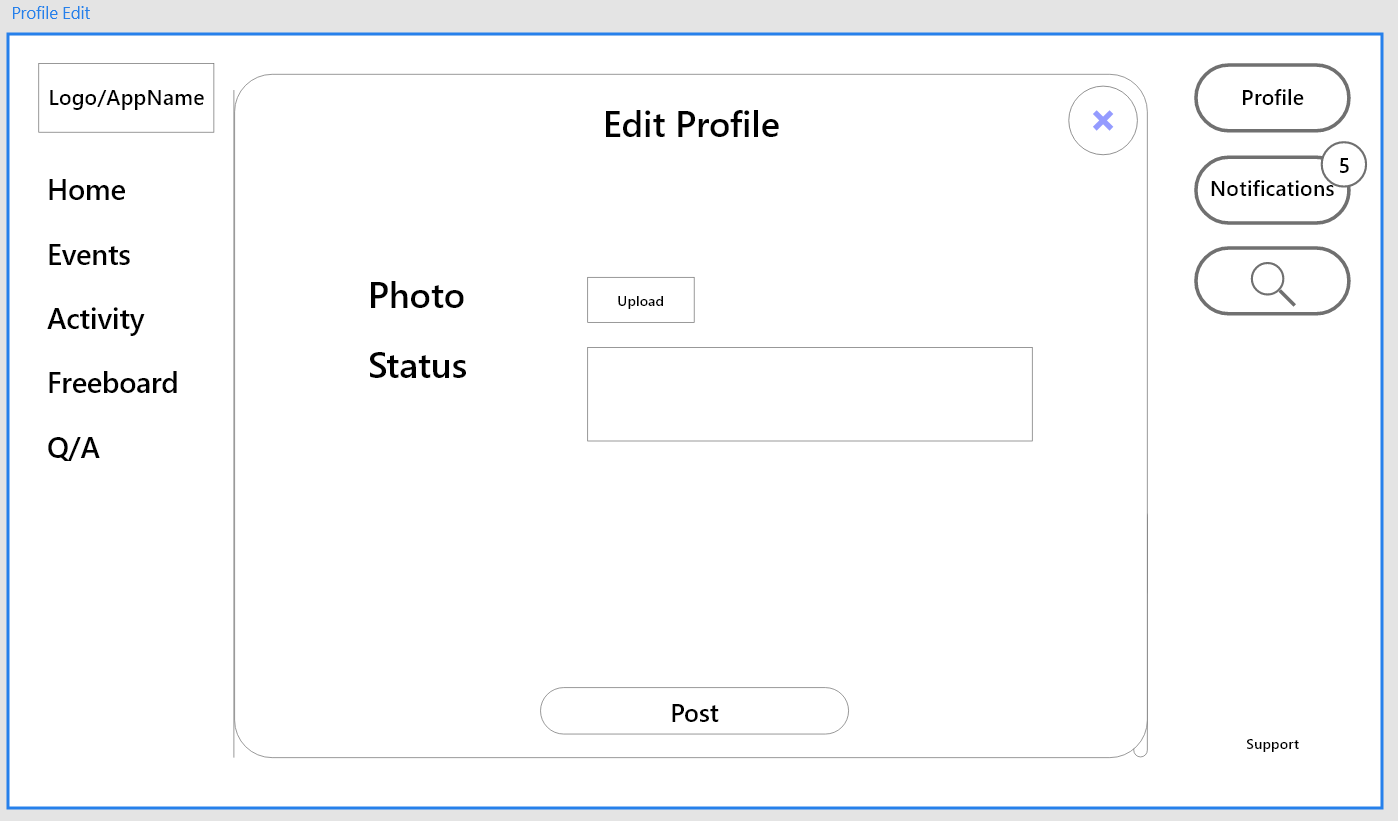 Profile Edit
Logo/AppName
Home
Events
Activity
Freeboard
Q/A
Edit Profile
Photo
Upload
Status
Post
Profile
Notifications
5
Support